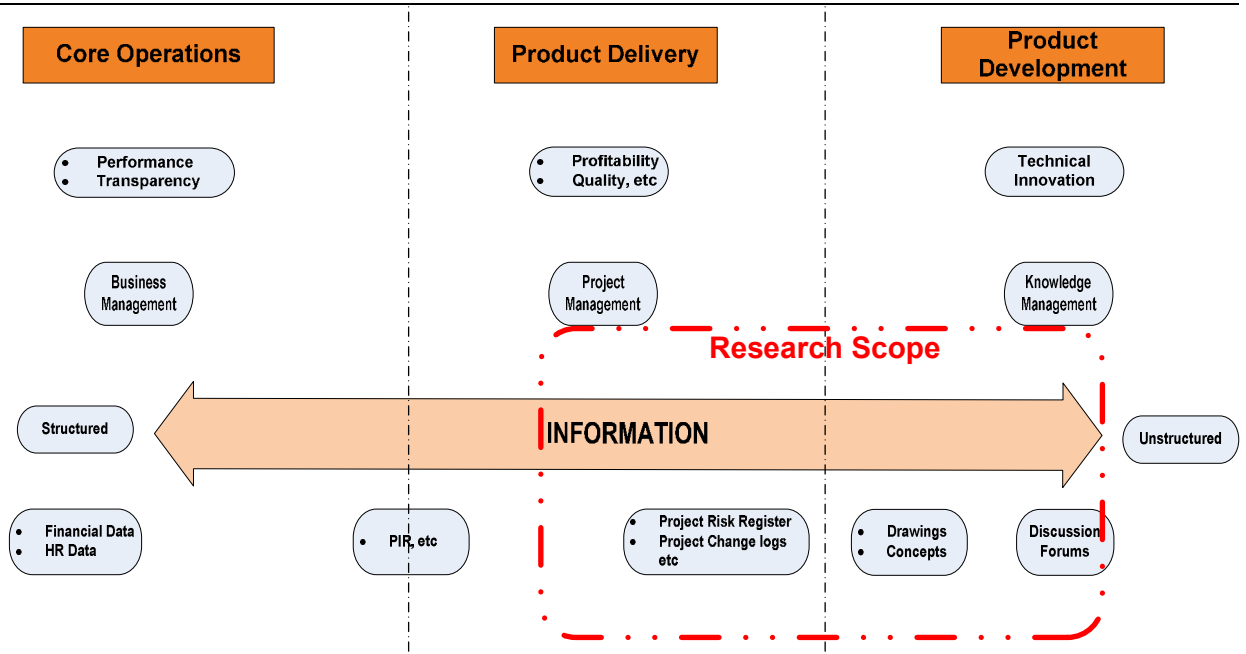 Core Operations
Product Delivery
Product
Development
• Performance
• Transparency
• Profitability
• Quality, etc
Technical
Innovation
Business
Management
Project
Management
Knowledge
Management
Research Scope
Structured
INFORMATION
Unstructured
• Financial Data
• HR Data
• PIR, etc
• Project Risk Register
• Project Change logs
etc
• Drawings
• Concepts
Discussion
Forums